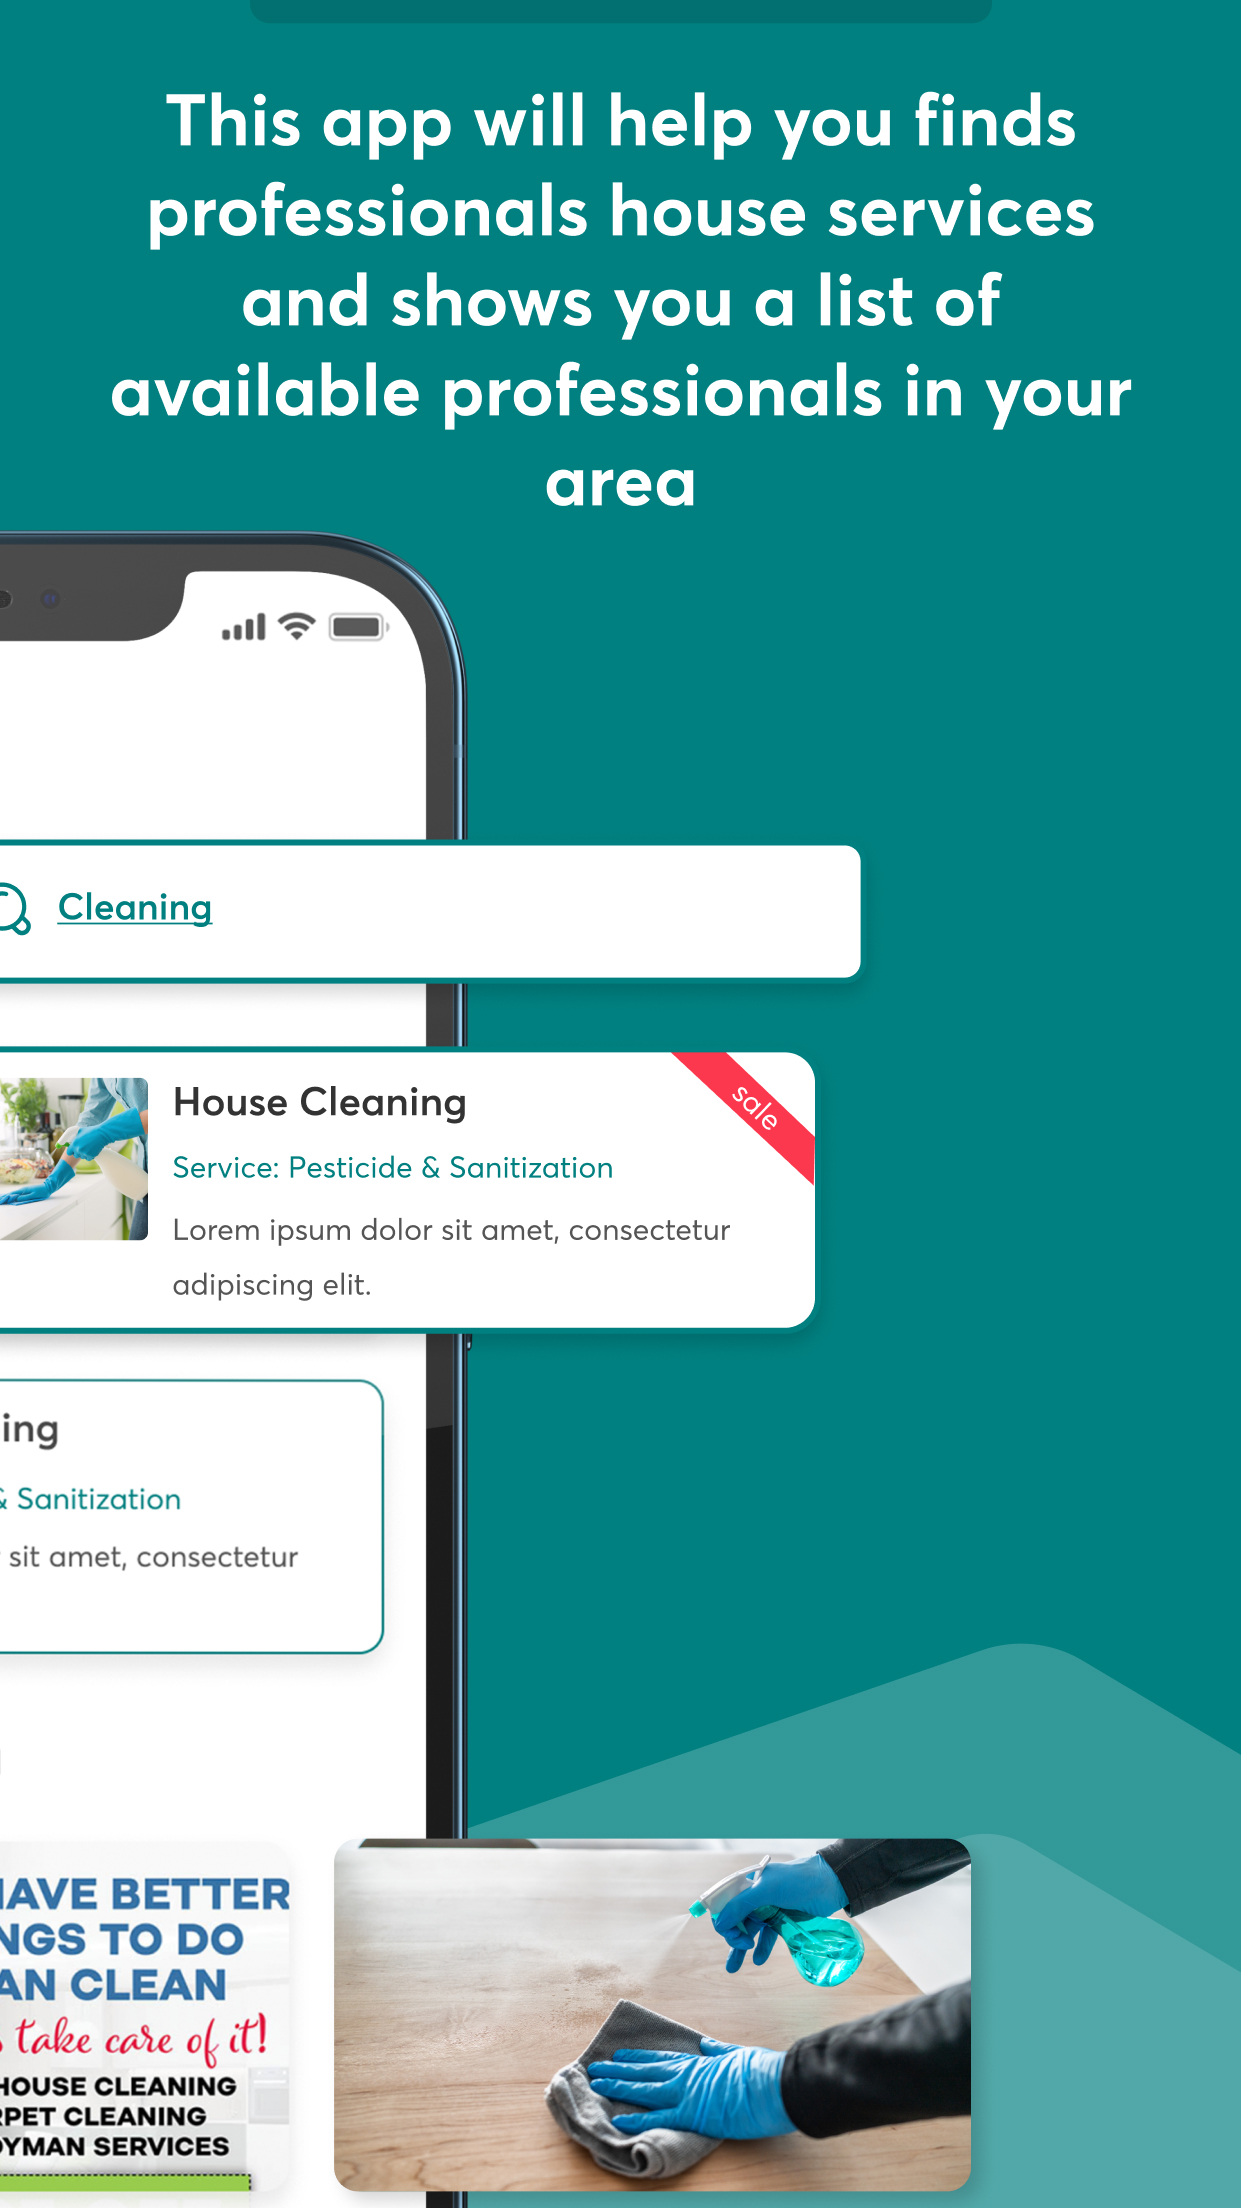 This app will help you finds
professionals house services
and shows you a list of
available professionals in your
area
Cleaning
House Cleaning
sale
Service: Pesticide & Sanitization
Lorem ipsum dolor sit amet, consectetur
adipiscing elit.
ing
& Sanitization
sit amet, consectetur
HAVE BETTER
NGS TO DO
AN CLEAN
take care of it!
HOUSE CLEANING
RPET CLEANING
DYMAN SERVICES